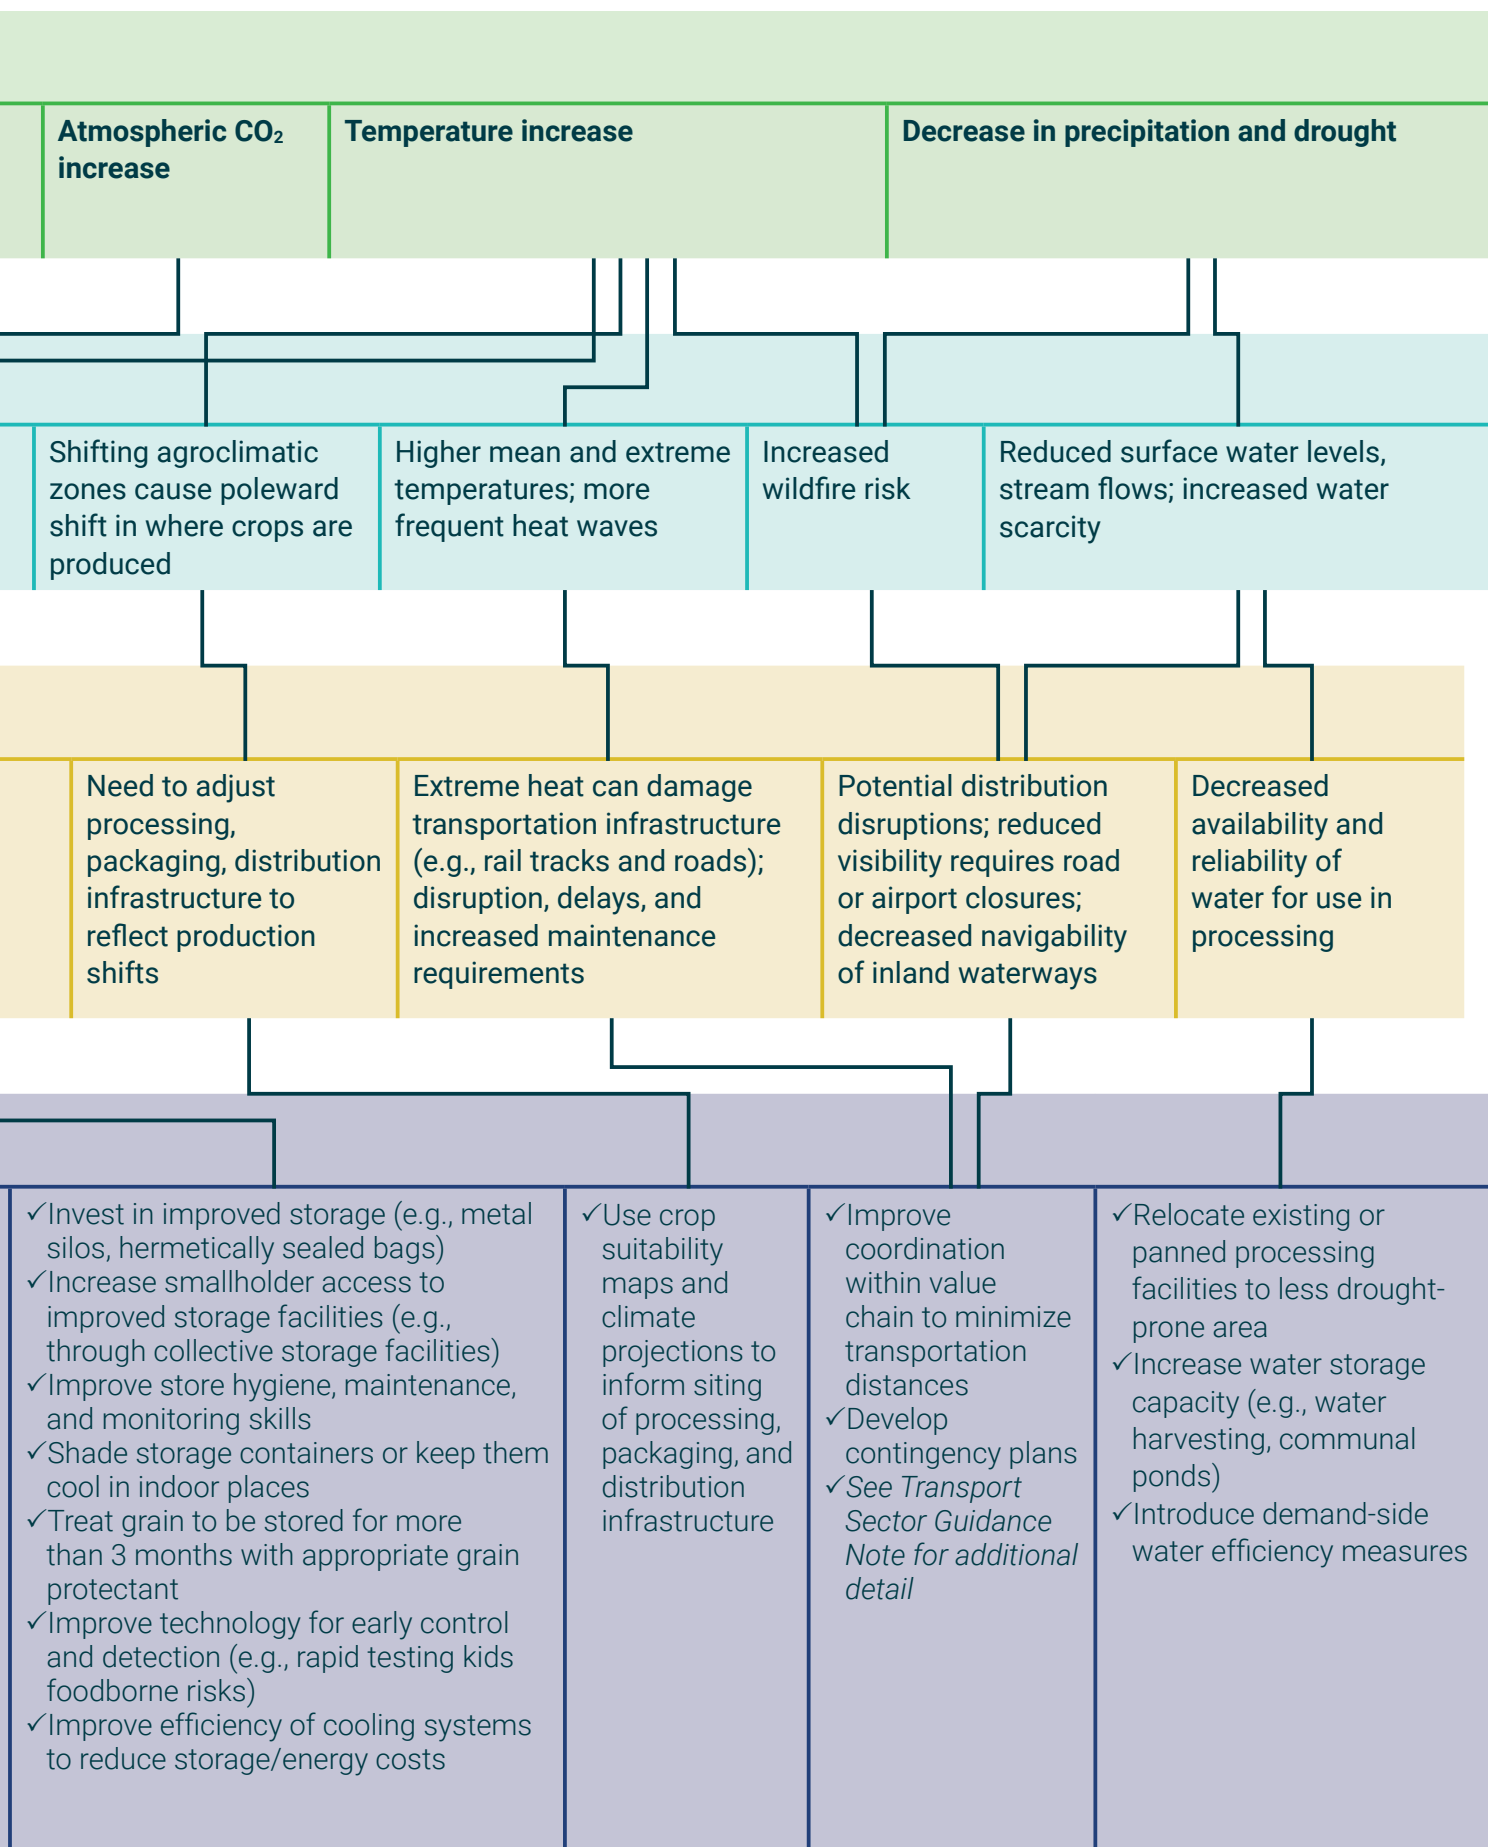 Atmospheric CO₂
increase
Temperature increase
Decrease in precipitation and drought
Shifting agroclimatic
zones cause poleward
shift in where crops are
produced
Higher mean and extreme
temperatures; more
frequent heat waves
Increased
wildfire risk
Reduced surface water levels,
stream flows; increased water
scarcity
Need to adjust
processing,
packaging, distribution
infrastructure to
reflect production
shifts
Extreme heat can damage
transportation infrastructure
(e.g., rail tracks and roads);
disruption, delays, and
increased maintenance
requirements
Potential distribution
disruptions; reduced
visibility requires road
or airport closures;
decreased navigability
of inland waterways
Decreased
availability and
reliability of
water for use in
processing
✓Invest in improved storage (e.g., metal
silos, hermetically sealed bags)
✓Increase smallholder access to
improved storage facilities (e.g.,
through collective storage facilities)
✓Improve store hygiene, maintenance,
and monitoring skills
✓Shade storage containers or keep them
cool in indoor places
✓Treat grain to be stored for more
than 3 months with appropriate grain
protectant
✓Improve technology for early control
and detection (e.g., rapid testing kids
foodborne risks)
✓Improve efficiency of cooling systems
to reduce storage/energy costs
✓Use crop
suitability
maps and
climate
projections to
inform siting
of processing,
packaging, and
distribution
infrastructure
✓Improve
coordination
within value
chain to minimize
transportation
distances
✓Develop
contingency plans
✓See Transport
Sector Guidance
Note for additional
detail
✓Relocate existing or
panned processing
facilities to less drought-
prone area
✓Increase water storage
capacity (e.g., water
harvesting, communal
ponds)
✓Introduce demand-side
water efficiency measures